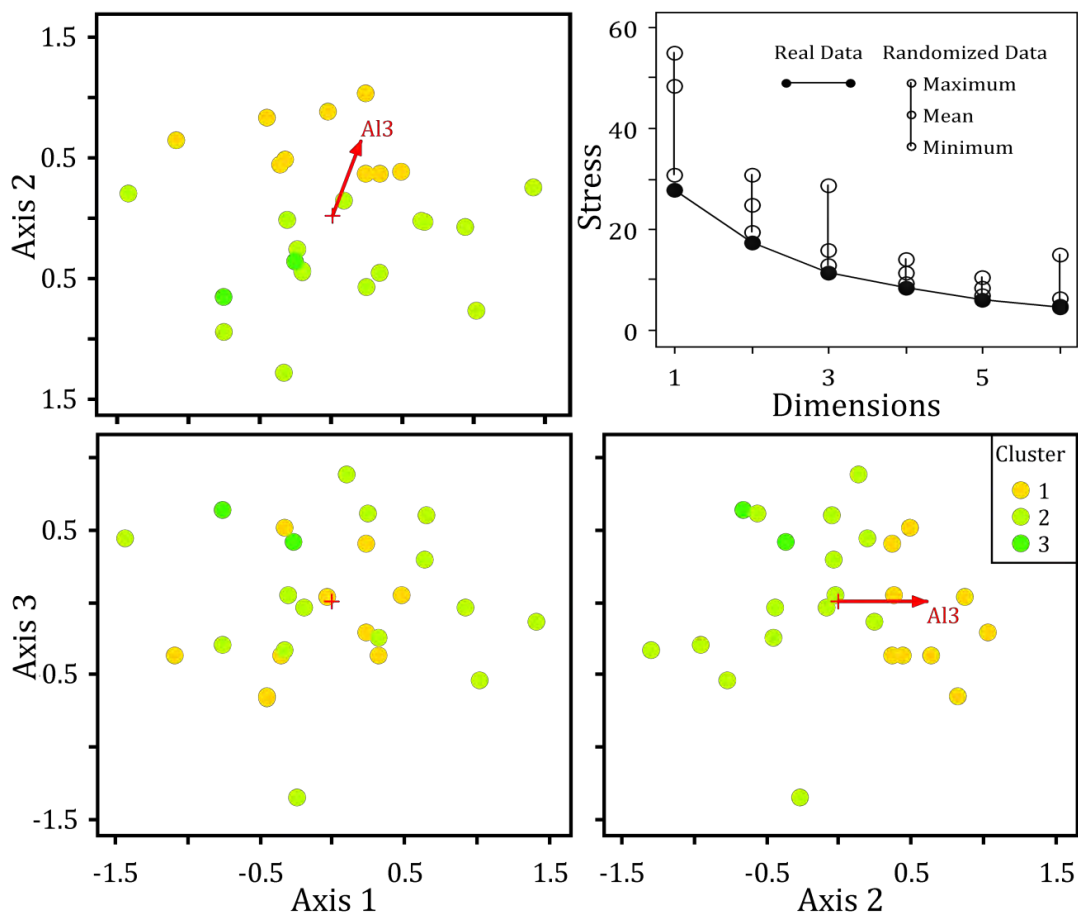 1.5
0.5
0.5
1.5
Axis 2
Al3
60
40
20
0
Stress
Real Data
Randomized Data
Maximum
Mean
Minimum
1
3
5
Dimensions
0.5
-0.5
-1.5
Axis 3
-1.5
-0.5
0.5
1.5
Axis 1
Cluster
1
2
3
Al3
-1.5
-0.5
0.5
1.5
Axis 2